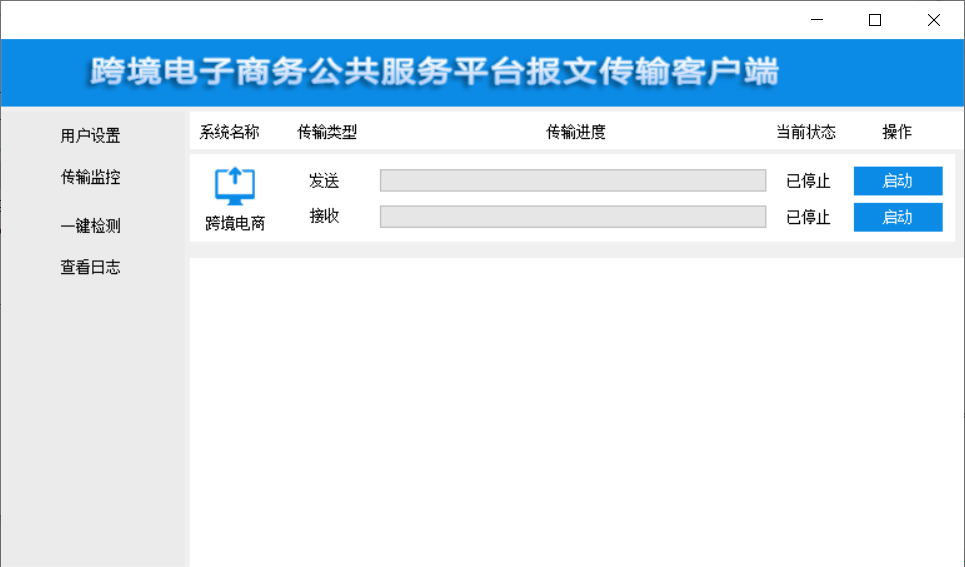 跨境电子商务公共服务平台报文传输客户端
用户设置
传输监控
一键检测
查看日志
系统名称 传输类型 传输进度 当前状态 操作
跨境电商
发送 已停止 启动
接收 已停止 启动